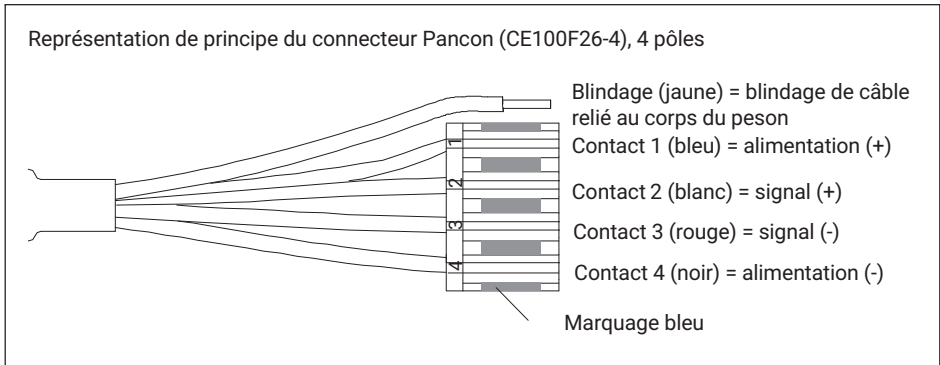 Représentation de principe du connecteur Pancon (CE100F26-4), 4 pôles
Blindage (jaune) = blindage de câble
relié au corps du peson
1
Contact 1 (bleu) = alimentation (+)
2
Contact 2 (blanc) = signal (+)
3
Contact 3 (rouge) = signal (-)
4
Contact 4 (noir) = alimentation (-)
Marquage bleu